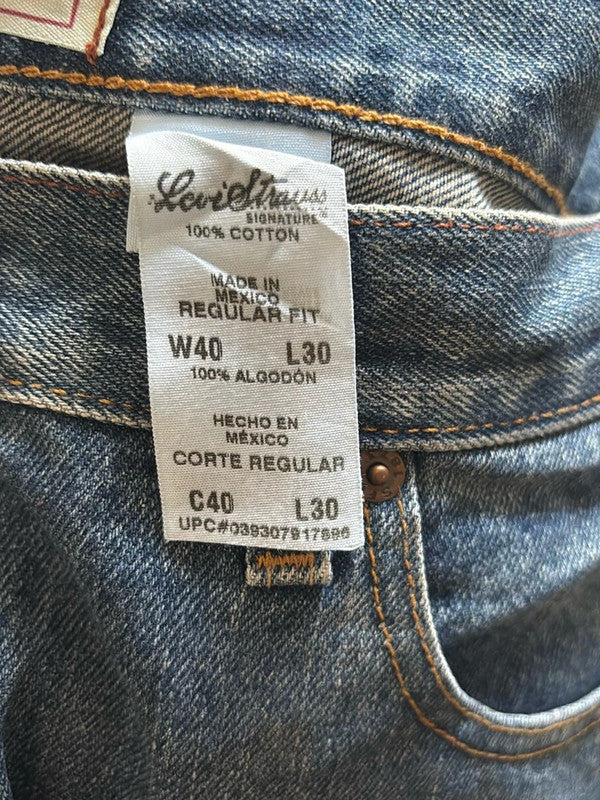 Levi Strauss
SIGNATURE
100% COTTON
MADE IN
MEXICO
REGULAR FIT
W40 L30
100% ALGODÓN
HECHO EN
MÉXICO
CORTE REGULAR
C40 L30
UPC#039307917896